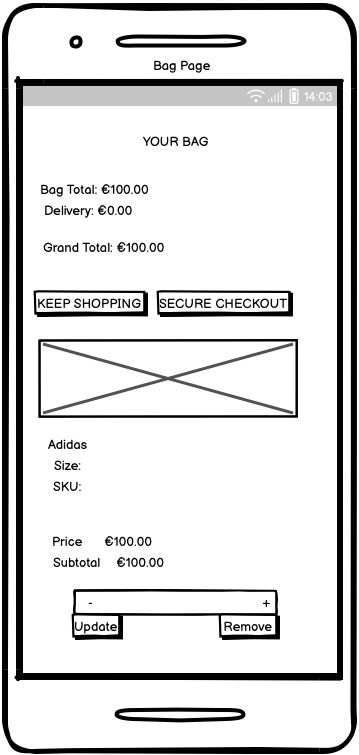 Bag Page
14:03
YOUR BAG
Bag Total: €100.00
Delivery: €0.00
Grand Total: €100.00
KEEP SHOPPING SECURE CHECKOUT
Adidas
Size:
SKU:
Price €100.00
Subtotal €100.00
- +
Update Remove